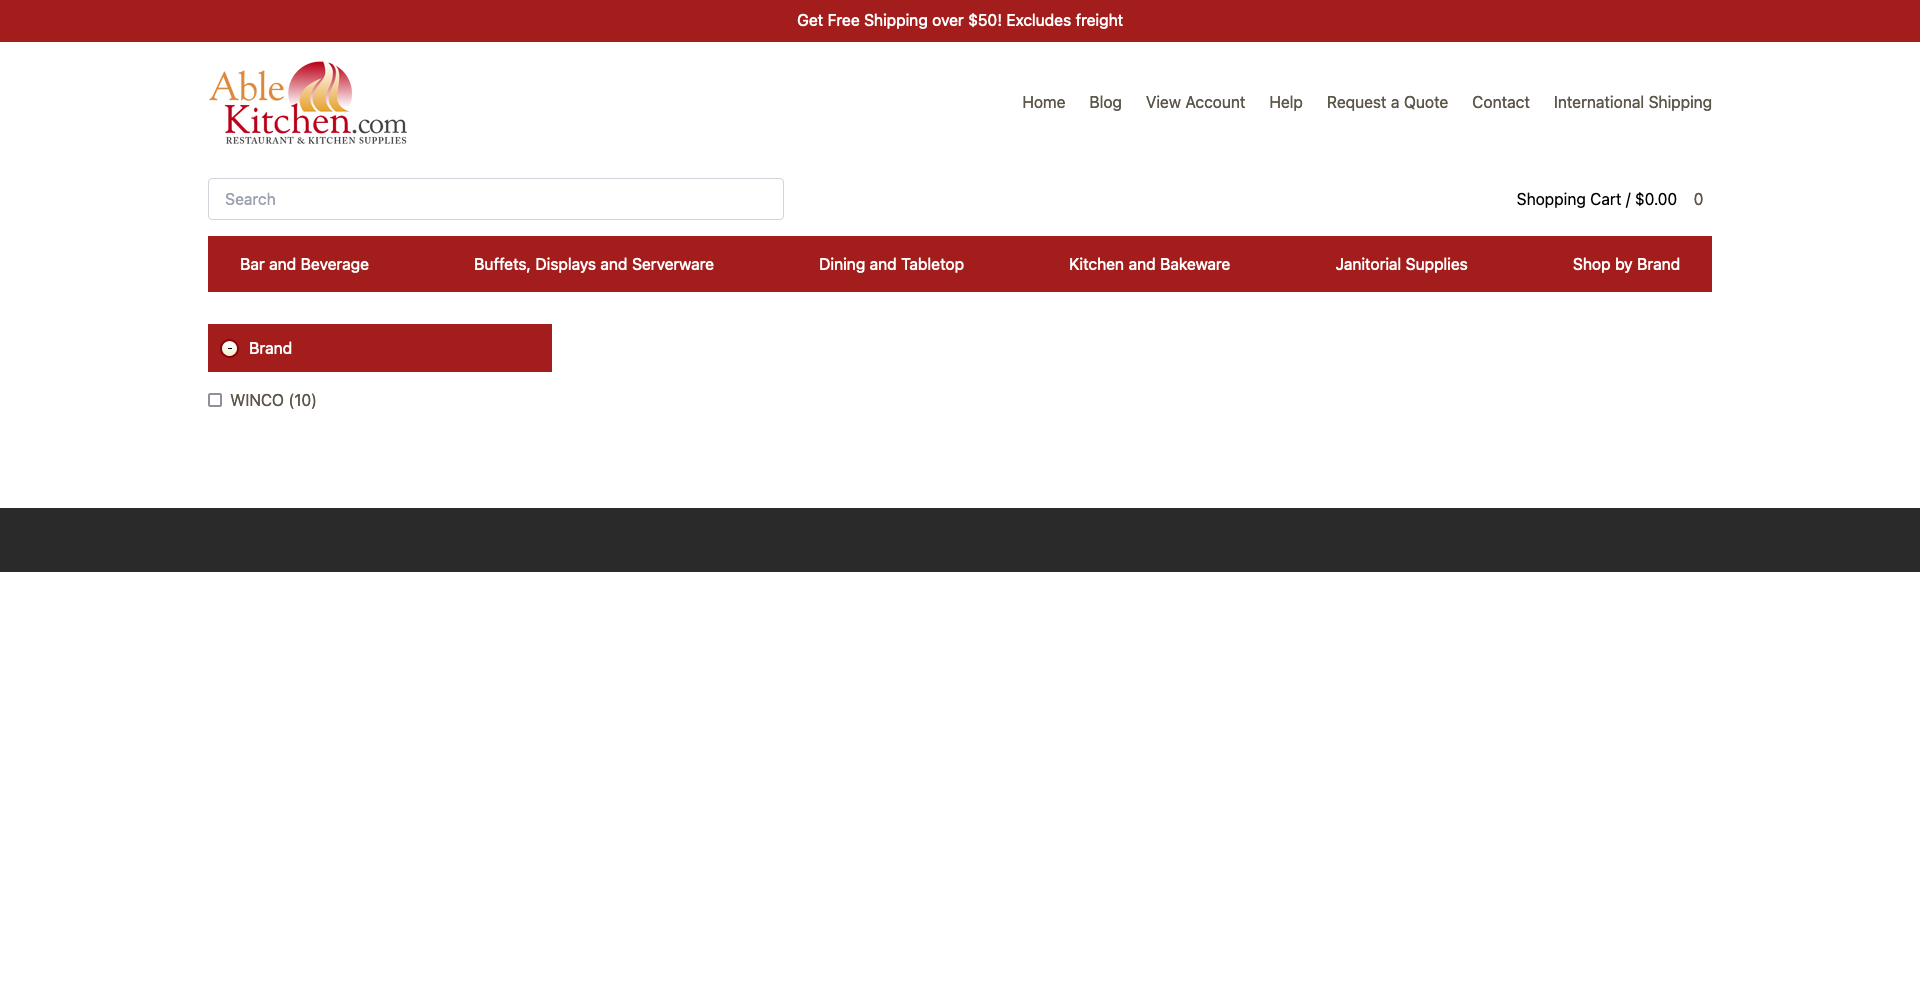 Get Free Shipping over $50! Excludes freight
Able
Kitchen.com
RESTAURANT & KITCHEN SUPPLIES
Home Blog View Account Help Request a Quote Contact International Shipping
Search
Shopping Cart / $0.00 0
Bar and Beverage Buffets, Displays and Serverware Dining and Tabletop Kitchen and Bakeware Janitorial Supplies Shop by Brand
- Brand
WINCO (10)